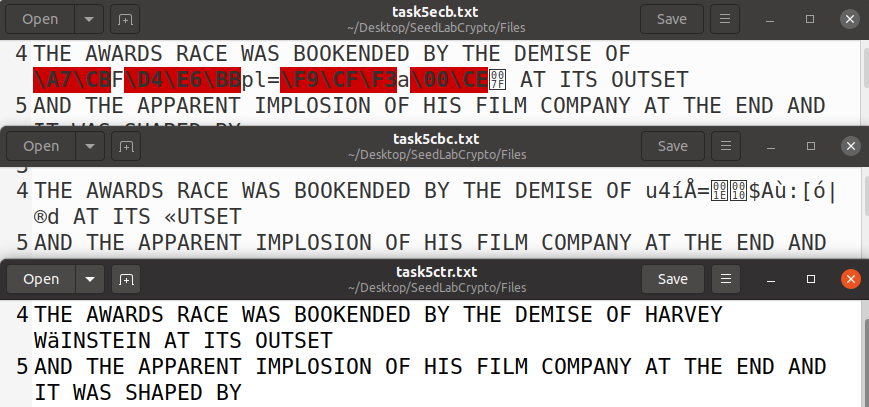 Open task5ecb.txt Save
~/Desktop/SeedLabCrypto/Files
4 THE AWARDS RACE WAS BOOKENDED BY THE DEMISE OF
\A7\CBF\D4\E6\BBpl=\F9\CF\F3a\00\CE 007F AT ITS OUTSET
5 AND THE APPARENT IMPLOSION OF HIS FILM COMPANY AT THE END AND
IT WAS SHAPED BY
Open task5cbc.txt Save
~/Desktop/SeedLabCrypto/Files
4 THE AWARDS RACE WAS BOOKENDED BY THE DEMISE OF u4íÅ=001E0010$Aù:[ó|
®d AT ITS «UTSET
5 AND THE APPARENT IMPLOSION OF HIS FILM COMPANY AT THE END AND
Open task5ctr.txt Save
~/Desktop/SeedLabCrypto/Files
4 THE AWARDS RACE WAS BOOKENDED BY THE DEMISE OF HARVEY
WäINSTEIN AT ITS OUTSET
5 AND THE APPARENT IMPLOSION OF HIS FILM COMPANY AT THE END AND
IT WAS SHAPED BY